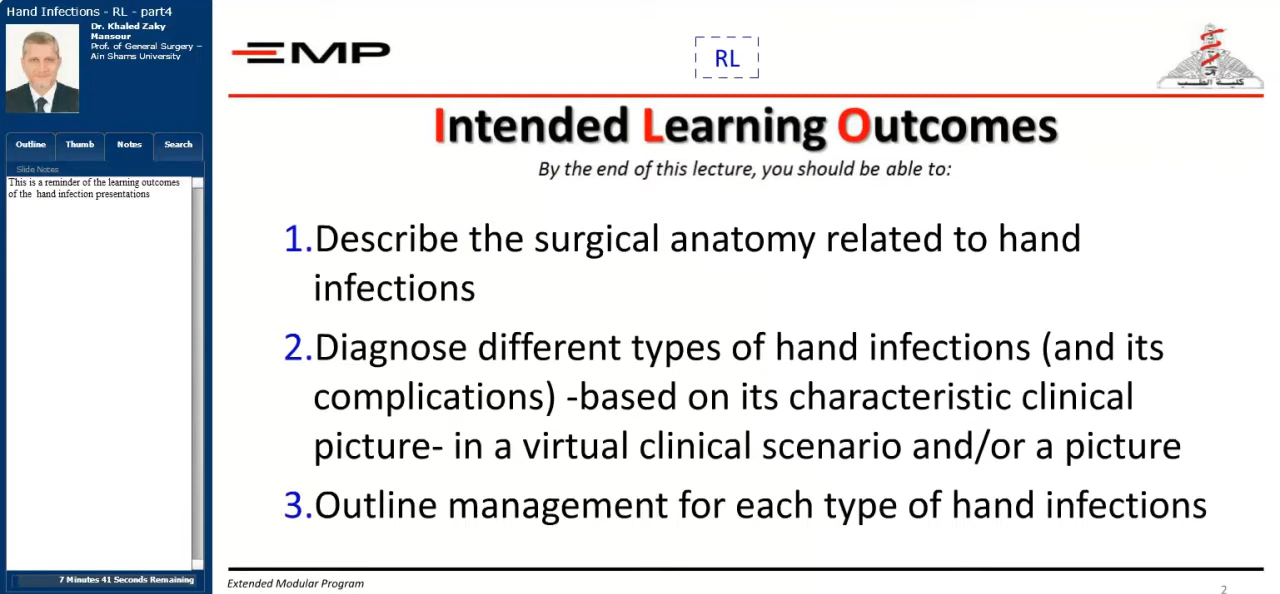 Hand Infections - RL - part4
Dr. Khaled Zaky
Mansour
Prof. of General Surgery –
Ain Shams University
Outline
Thumb
Notes
Search
Slide Notes
This is a reminder of the learning outcomes
of the hand infection presentations
7 Minutes 41 Seconds Remaining
EMP
RL
كلية الطب
Intended Learning Outcomes
By the end of this lecture, you should be able to:
1.Describe the surgical anatomy related to hand
infections
2.Diagnose different types of hand infections (and its
complications) -based on its characteristic clinical
picture- in a virtual clinical scenario and/or a picture
3.Outline management for each type of hand infections
Extended Modular Program
2